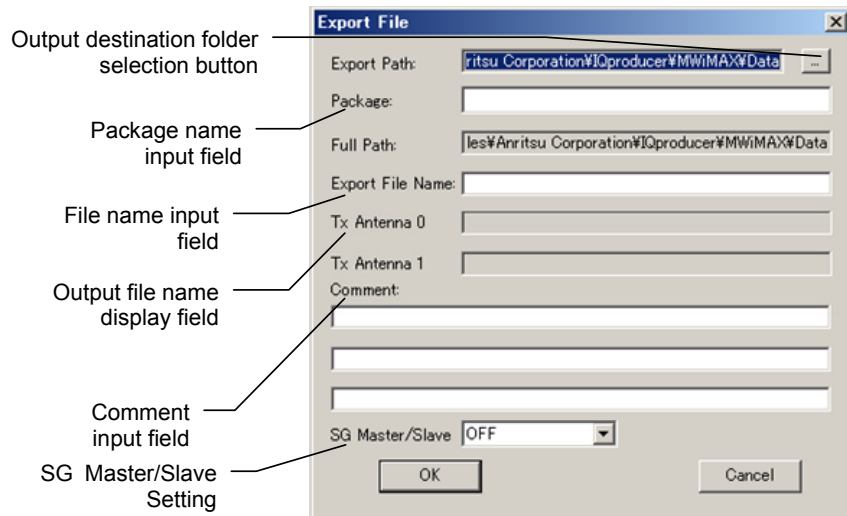 Export File
Output destination folder
selection button
Export Path: ritsu Corporation¥IQproducer¥MWiMAX¥Data ...
Package:
Package name
input field
Full Path: les¥Anritsu Corporation¥IQproducer¥MWiMAX¥Data
Export File Name:
File name input
field
Tx Antenna 0
Tx Antenna 1
Output file name
display field
Comment:
Comment
input field
SG Master/Slave OFF
SG Master/Slave
Setting
OK Cancel